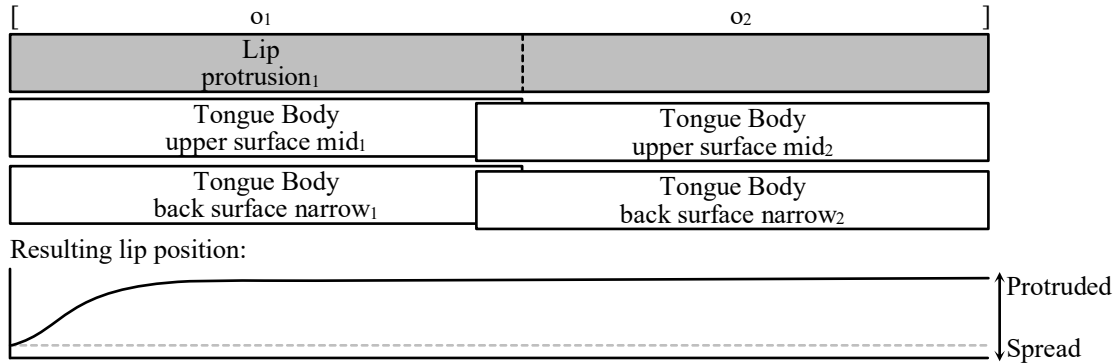 [ o₁ o₂ ]
Lip
protrusion₁
Tongue Body
upper surface mid₁
Tongue Body
upper surface mid₂
Tongue Body
back surface narrow₁
Tongue Body
back surface narrow₂
Resulting lip position:
Protruded
Spread